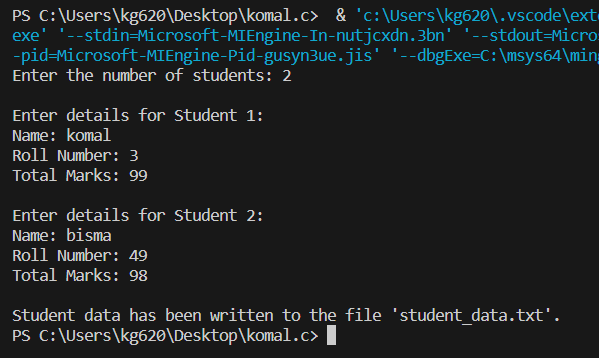 PS C:\Users\kg620\Desktop\komal.c>  & 'c:\Users\kg620\.vscode\exte
exe' '--stdin=Microsoft-MIEngine-In-nutjcxdn.3bn' '--stdout=Micros
-pid=Microsoft-MIEngine-Pid-gusyn3ue.jis' '--dbgExe=C:\msys64\ming
Enter the number of students: 2
Enter details for Student 1:
Name: komal
Roll Number: 3
Total Marks: 99
Enter details for Student 2:
Name: bisma
Roll Number: 49
Total Marks: 98
Student data has been written to the file 'student_data.txt'.
PS C:\Users\kg620\Desktop\komal.c>